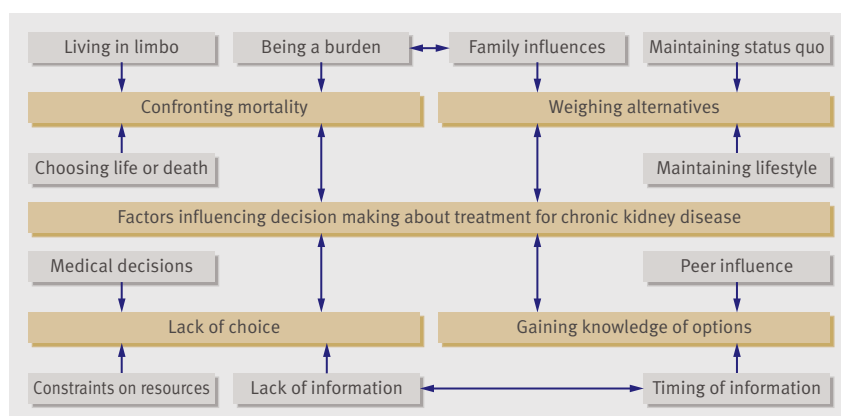 Living in limbo
Being a burden
Family influences
Maintaining status quo
Confronting mortality
Weighing alternatives
Choosing life or death
Maintaining lifestyle
Factors influencing decision making about treatment for chronic kidney disease
Medical decisions
Peer influence
Lack of choice
Gaining knowledge of options
Constraints on resources
Lack of information
Timing of information